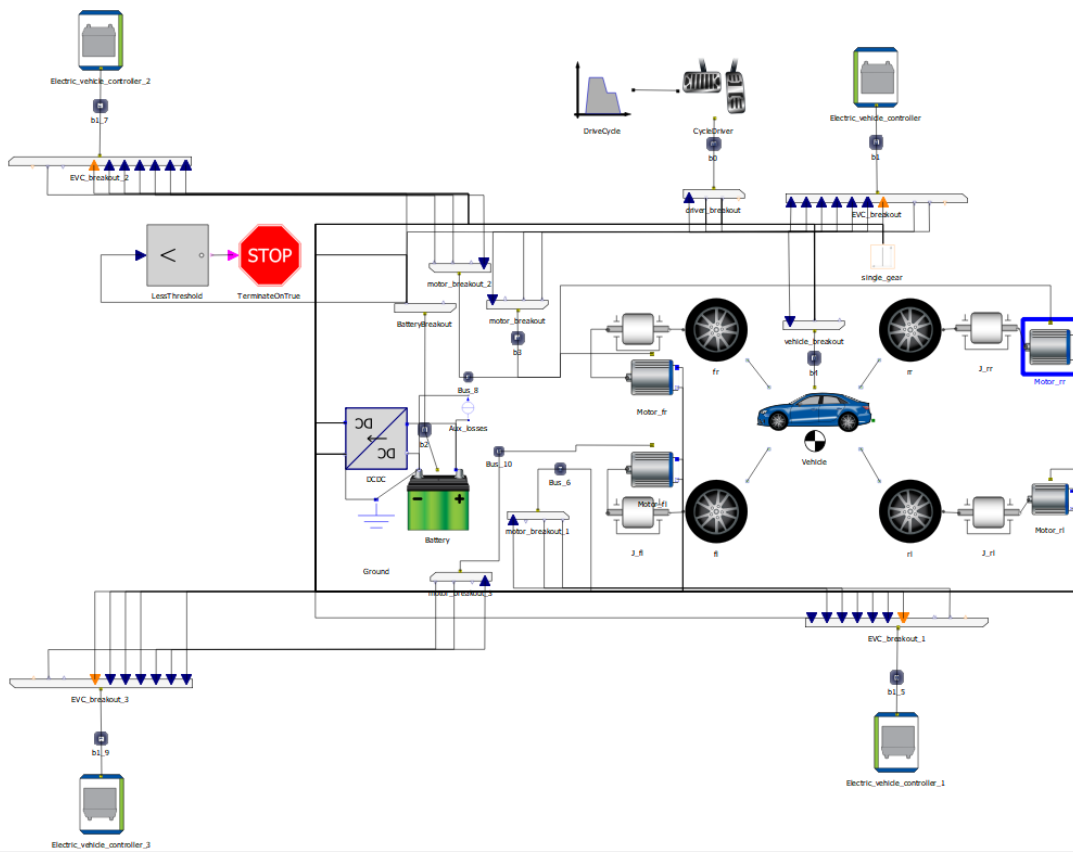 Electric_vehicle_controller_2
b1_7
EVC_breakout_2
DriveCycle
CycleDriver
b0
driver_breakout
Electric_vehicle_controller
b1
EVC_breakout
single_gear
<
LessThreshold
STOP
TerminateOnTrue
motor_breakout_2
BatteryBreakout
motor_breakout
b3
vehicle_breakout
b4
fr
rr
J_rr
Motor_rr
Bus_8
Motor_fr
Aux_losses
b2
DC
DC
DCDC
Vehicle
Bus_10
Bus_6
Motor_fl
motor_breakout_1
J_fl
fl
rl
J_rl
Motor_rl
Battery
Ground
motor_breakout_3
EVC_breakout_1
b1_5
Electric_vehicle_controller_1
EVC_breakout_3
b1_9
Electric_vehicle_controller_3